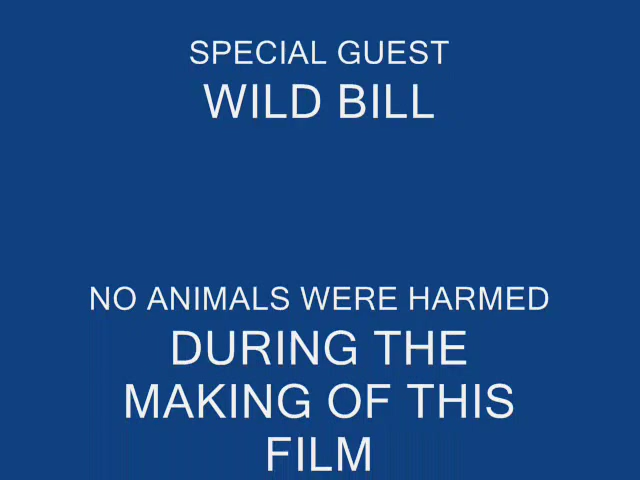 SPECIAL GUEST
WILD BILL
NO ANIMALS WERE HARMED
DURING THE
MAKING OF THIS
FILM